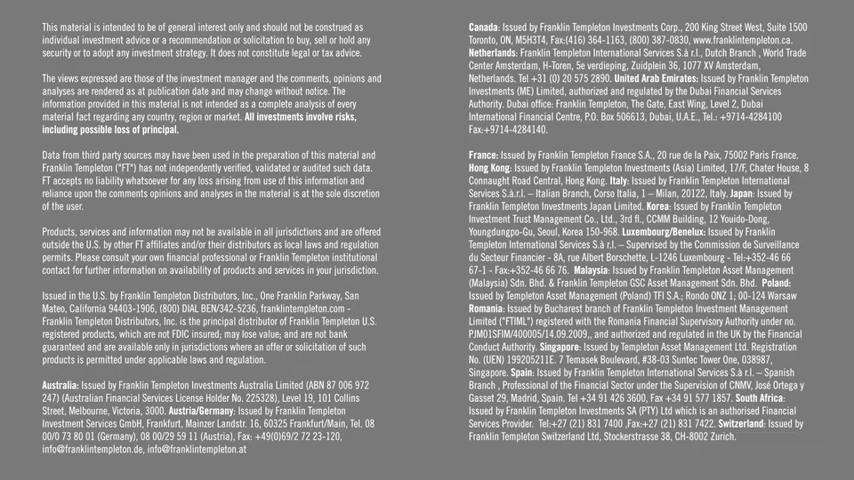 This material is intended to be of general interest only and should not be construed as
individual investment advice or a recommendation or solicitation to buy, sell or hold any
security or to adopt any investment strategy. It does not constitute legal or tax advice.
The views expressed are those of the investment manager and the comments, opinions and
analyses are rendered as at publication date and may change without notice. The
information provided in this material is not intended as a complete analysis of every
material fact regarding any country, region or market. All investments involve risks,
including possible loss of principal.
Data from third party sources may have been used in the preparation of this material and
Franklin Templeton ("FT") has not independently verified, validated or audited such data.
FT accepts no liability whatsoever for any loss arising from use of this information and
reliance upon the comments opinions and analyses in the material is at the sole discretion
of the user.
Products, services and information may not be available in all jurisdictions and are offered
outside the U.S. by other FT affiliates and/or their distributors as local laws and regulation
permits. Please consult your own financial professional or Franklin Templeton institutional
contact for further information on availability of products and services in your jurisdiction.
Issued in the U.S. by Franklin Templeton Distributors, Inc., One Franklin Parkway, San
Mateo, California 94403-1906, (800) DIAL BEN/342-5236, franklintempleton.com -
Franklin Templeton Distributors, Inc. is the principal distributor of Franklin Templeton U.S.
registered products, which are not FDIC insured; may lose value; and are not bank
guaranteed and are available only in jurisdictions where an offer or solicitation of such
products is permitted under applicable laws and regulation.
Australia: Issued by Franklin Templeton Investments Australia Limited (ABN 87 006 972
247) (Australian Financial Services License Holder No. 225328), Level 19, 101 Collins
Street, Melbourne, Victoria, 3000. Austria/Germany: Issued by Franklin Templeton
Investment Services GmbH, Frankfurt, Mainzer Landstr. 16, 60325 Frankfurt/Main, Tel. 08
00/0 73 80 01 (Germany), 08 00/29 59 11 (Austria), Fax: +49(0)69/2 72 23-120,
info@franklintempleton.de, info@franklintempleton.at
Canada: Issued by Franklin Templeton Investments Corp., 200 King Street West, Suite 1500
Toronto, ON, M5H3T4, Fax:(416) 364-1163, (800) 387-0830, www.franklintempleton.ca.
Netherlands: Franklin Templeton International Services S.à r.l., Dutch Branch , World Trade
Center Amsterdam, H-Toren, 5e verdieping, Zuidplein 36, 1077 XV Amsterdam,
Netherlands. Tel +31 (0) 20 575 2890. United Arab Emirates: Issued by Franklin Templeton
Investments (ME) Limited, authorized and regulated by the Dubai Financial Services
Authority. Dubai office: Franklin Templeton, The Gate, East Wing, Level 2, Dubai
International Financial Centre, P.O. Box 506613, Dubai, U.A.E., Tel.: +9714-4284100
Fax:+9714-4284140.
France: Issued by Franklin Templeton France S.A., 20 rue de la Paix, 75002 Paris France.
Hong Kong: Issued by Franklin Templeton Investments (Asia) Limited, 17/F, Chater House, 8
Connaught Road Central, Hong Kong. Italy: Issued by Franklin Templeton International
Services S.à.r.l. – Italian Branch, Corso Italia, 1 – Milan, 20122, Italy. Japan: Issued by
Franklin Templeton Investments Japan Limited. Korea: Issued by Franklin Templeton
Investment Trust Management Co., Ltd., 3rd fl., CCMM Building, 12 Youido-Dong,
Youngdungpo-Gu, Seoul, Korea 150-968. Luxembourg/Benelux: Issued by Franklin
Templeton International Services S.à r.l. – Supervised by the Commission de Surveillance
du Secteur Financier - 8A, rue Albert Borschette, L-1246 Luxembourg - Tel:+352-46 66
67-1 - Fax:+352-46 66 76. Malaysia: Issued by Franklin Templeton Asset Management
(Malaysia) Sdn. Bhd. & Franklin Templeton GSC Asset Management Sdn. Bhd. Poland:
Issued by Templeton Asset Management (Poland) TFI S.A.; Rondo ONZ 1; 00-124 Warsaw
Romania: Issued by Bucharest branch of Franklin Templeton Investment Management
Limited ("FTIML") registered with the Romania Financial Supervisory Authority under no.
PJM01SFIM/400005/14.09.2009,, and authorized and regulated in the UK by the Financial
Conduct Authority. Singapore: Issued by Templeton Asset Management Ltd. Registration
No. (UEN) 199205211E. 7 Temasek Boulevard, #38-03 Suntec Tower One, 038987,
Singapore. Spain: Issued by Franklin Templeton International Services S.à r.l. – Spanish
Branch , Professional of the Financial Sector under the Supervision of CNMV, José Ortega y
Gasset 29, Madrid, Spain. Tel +34 91 426 3600, Fax +34 91 577 1857. South Africa:
Issued by Franklin Templeton Investments SA (PTY) Ltd which is an authorised Financial
Services Provider. Tel:+27 (21) 831 7400 ,Fax:+27 (21) 831 7422. Switzerland: Issued by
Franklin Templeton Switzerland Ltd, Stockerstrasse 38, CH-8002 Zurich.